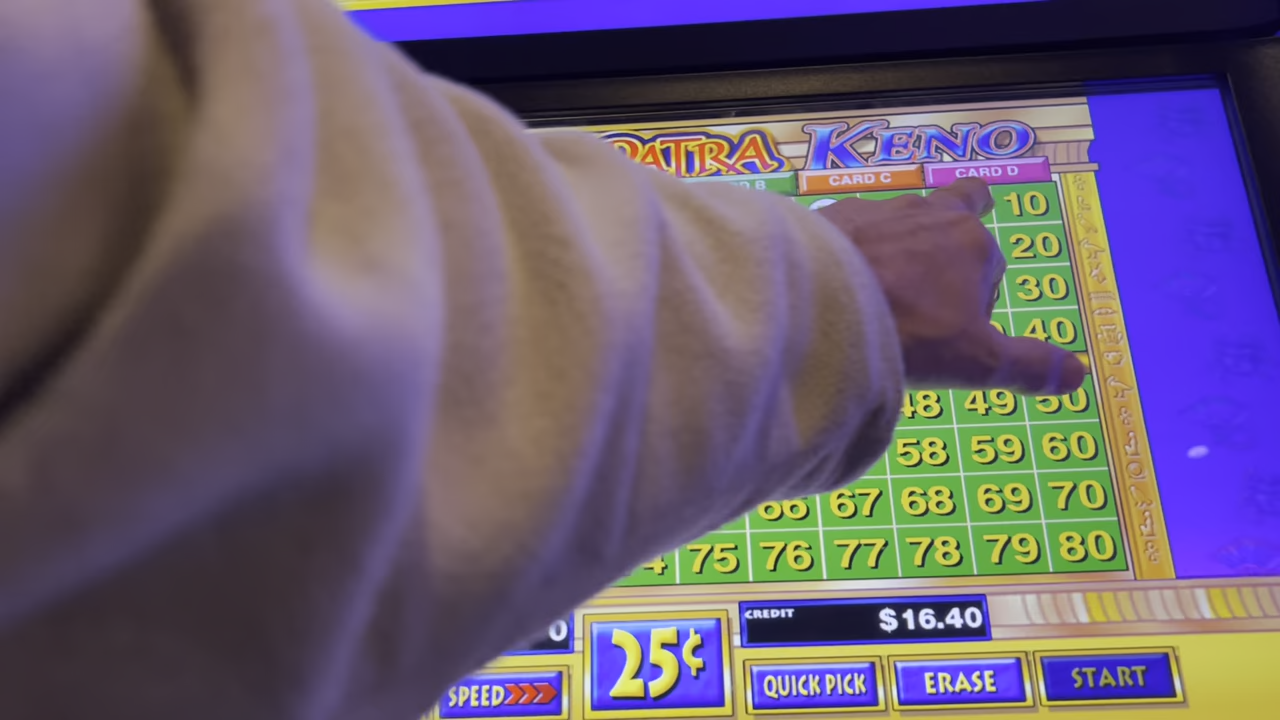 KENO
CARD C CARD D
10
20
30
40
48 49 50
58 59 60
66 67 68 69 70
75 76 77 78 79 80
0 25¢ CREDIT $16.40
SPEED QUICK PICK ERASE START